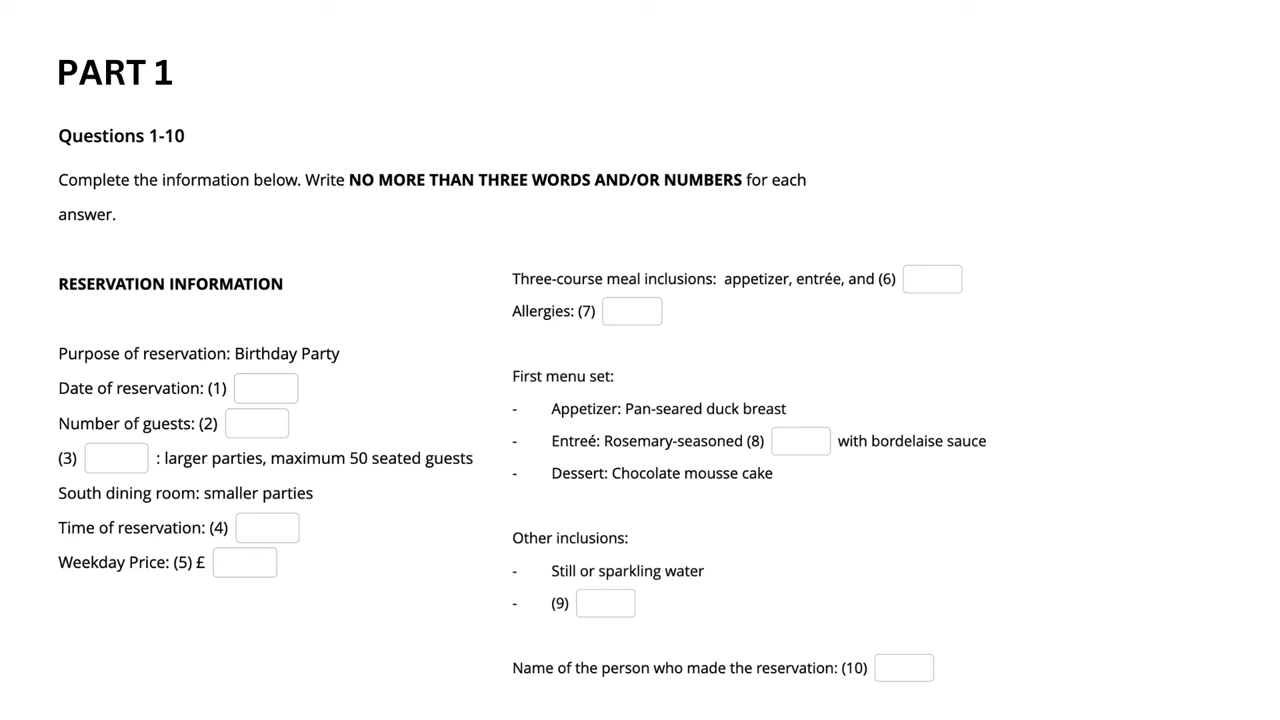 PART 1
Questions 1-10
Complete the information below. Write NO MORE THAN THREE WORDS AND/OR NUMBERS for each
answer.
RESERVATION INFORMATION
Purpose of reservation: Birthday Party
Date of reservation: (1)
Number of guests: (2)
(3) : larger parties, maximum 50 seated guests
South dining room: smaller parties
Time of reservation: (4)
Weekday Price: (5) £
Three-course meal inclusions: appetizer, entrée, and (6)
Allergies: (7)
First menu set:
- Appetizer: Pan-seared duck breast
- Entreé: Rosemary-seasoned (8) with bordelaise sauce
- Dessert: Chocolate mousse cake
Other inclusions:
- Still or sparkling water
- (9)
Name of the person who made the reservation: (10)